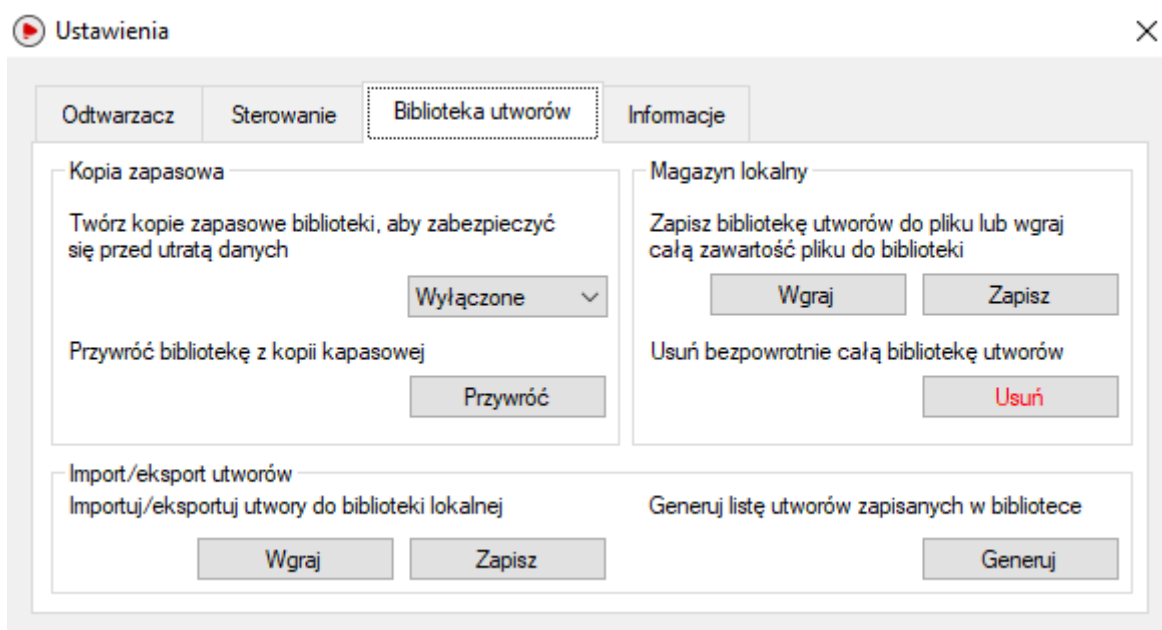 Ustawienia
Odtwarzacz
Sterowanie
Biblioteka utworów
Informacje
Kopia zapasowa
Twórz kopie zapasowe biblioteki, aby zabezpieczyć
się przed utratą danych
Wyłączone
Przywróć bibliotekę z kopii kapasowej
Przywróć
Magazyn lokalny
Zapisz bibliotekę utworów do pliku lub wgraj
całą zawartość pliku do biblioteki
Wgraj
Zapisz
Usuń bezpowrotnie całą bibliotekę utworów
Usuń
Import/eksport utworów
Importuj/eksportuj utwory do biblioteki lokalnej
Wgraj
Zapisz
Generuj listę utworów zapisanych w bibliotece
Generuj